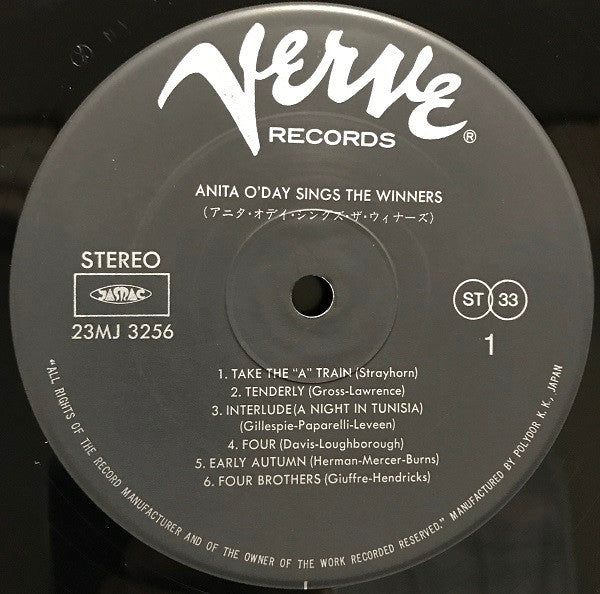 VERVE
RECORDS®
ANITA O'DAY SINGS THE WINNERS
(アニタ・オデイ・シングズ・ザ・ウィナーズ)
STEREO
JASRAC
23MJ 3256
ST 33
1
1. TAKE THE "A" TRAIN (Strayhorn)
2. TENDERLY (Gross-Lawrence)
3. INTERLUDE(A NIGHT IN TUNISIA)
(Gillespie-Paparelli-Leveen)
4. FOUR (Davis-Loughborough)
5. EARLY AUTUMN (Herman-Mercer-Burns)
6. FOUR BROTHERS (Giuffre-Hendricks)
"ALL RIGHTS OF THE RECORD MANUFACTURER AND OF THE OWNER OF THE WORK RECORDED RESERVED." MANUFACTURED BY POLYDOR K. K., JAPAN